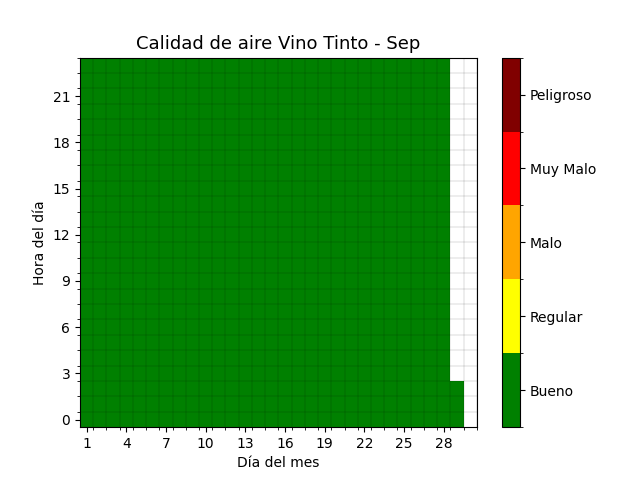 Calidad de aire Vino Tinto - Sep
Hora del día
21
18
15
12
9
6
3
0
1 4 7 10 13 16 19 22 25 28
Día del mes
Peligroso
Muy Malo
Malo
Regular
Bueno